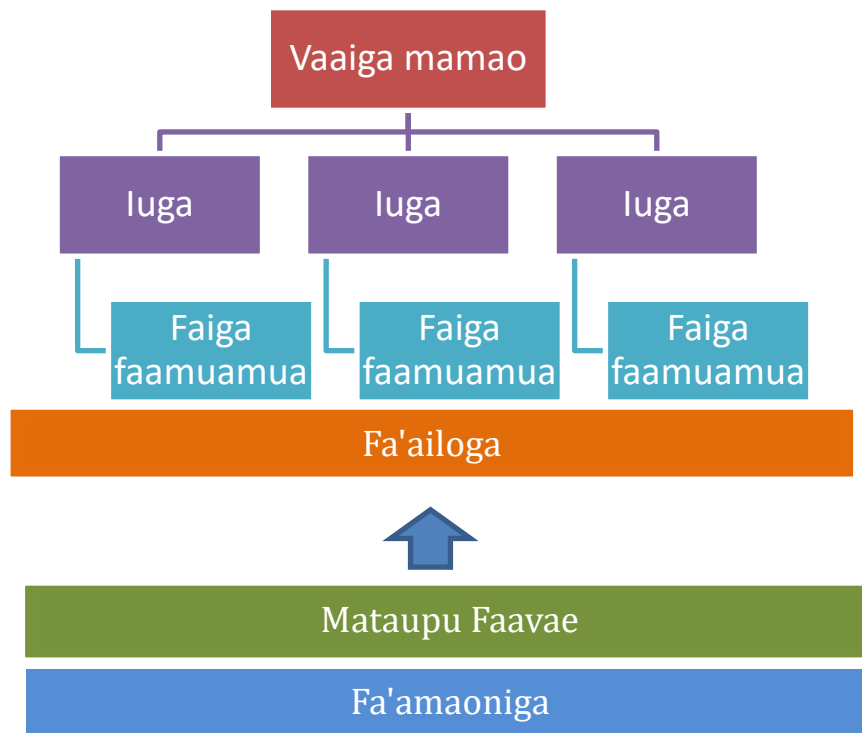 Vaaiga mamao
Iuga
Iuga
Iuga
Faiga
faamuamua
Faiga
faamuamua
Faiga
faamuamua
Fa'ailoga
Mataupu Faavae
Fa'amaoniga